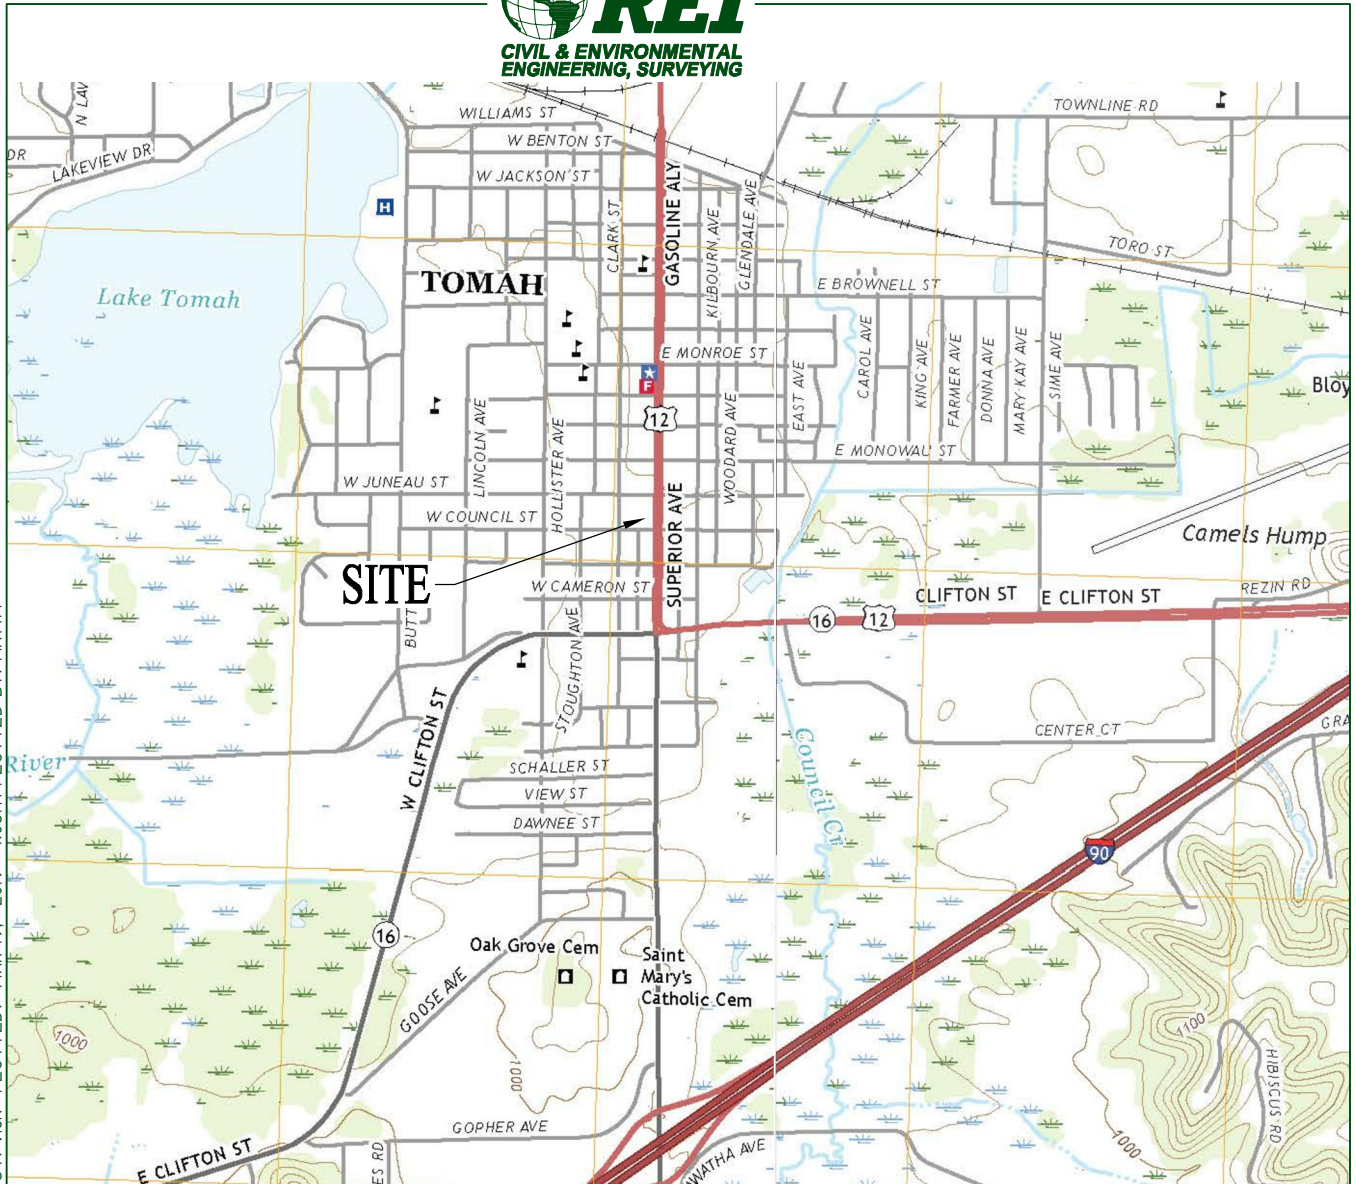 REI
CIVIL & ENVIRONMENTAL
ENGINEERING, SURVEYING
N LAV
WILLIAMS ST
TOWNLINE RD
W BENTON ST
DR
LAKEVIEW DR
W JACKSON ST
H
GASOLINE ALY
CLARK ST
KILBOURN AVE
GLENDALE AVE
TORO ST
TOMAH
Lake Tomah
E BROWNELL ST
E MONROE ST
CAROL AVE
KING AVE
FARMER AVE
DONNA AVE
MARY KAY AVE
SIME AVE
F
EAST AVE
Bloy
12
LINCOLN AVE
HOLLISTER AVE
WOODARD AVE
E MONOWAU ST
W JUNEAU ST
W COUNCIL ST
SUPERIOR AVE
Camels Hump
SITE
W CAMERON ST
CLIFTON ST
E CLIFTON ST
REZIN RD
BUTT
16
12
STOUGHTON AVE
W CLIFTON ST
CENTER CT
GRA
River
Council Cr
SCHALLER ST
VIEW ST
DAWNEE ST
90
16
Oak Grove Cem
Saint
Mary's
Catholic Cem
GOOSE AVE
1000
1100
1000
HIBISCUS RD
GOPHER AVE
1000
E CLIFTON ST
ES RD
WATHA AVE